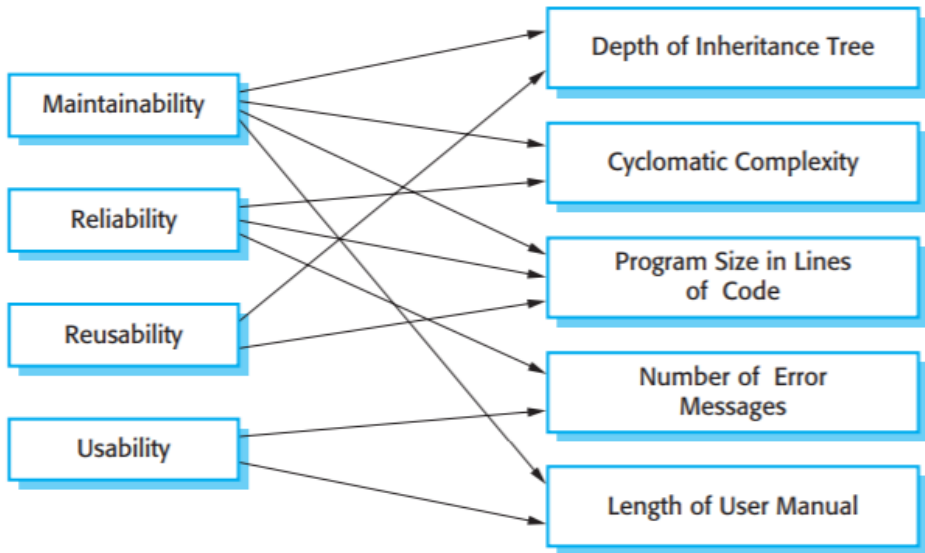 Maintainability
Reliability
Reusability
Usability
Depth of Inheritance Tree
Cyclomatic Complexity
Program Size in Lines
of Code
Number of Error
Messages
Length of User Manual